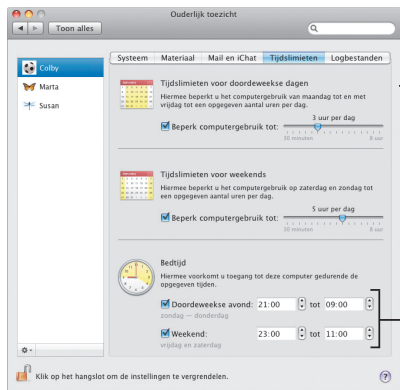 Ouderlijk toezicht
Toon alles
Systeem Materiaal Mail en iChat Tijdslimieten Logbestanden
Colby
Marta
Susan
Tijdslimieten voor doordeweekse dagen
Hiermee beperkt u het computergebruik van maandag tot en met
vrijdag tot een opgegeven aantal uren per dag.
3 uur per dag
Beperk computergebruik tot:
30 minuten 8 uur
Tijdslimieten voor weekends
Hiermee beperkt u het computergebruik op zaterdag en zondag tot
een opgegeven aantal uren per dag.
5 uur per dag
Beperk computergebruik tot:
30 minuten 8 uur
Bedtijd
Hiermee voorkomt u toegang tot deze computer gedurende de
opgegeven tijden.
Doordeweekse avond: 21:00 tot 09:00
zondag — donderdag
Weekend: 23:00 tot 11:00
vrijdag en zaterdag
Klik op het hangslot om de instellingen te vergrendelen.
?